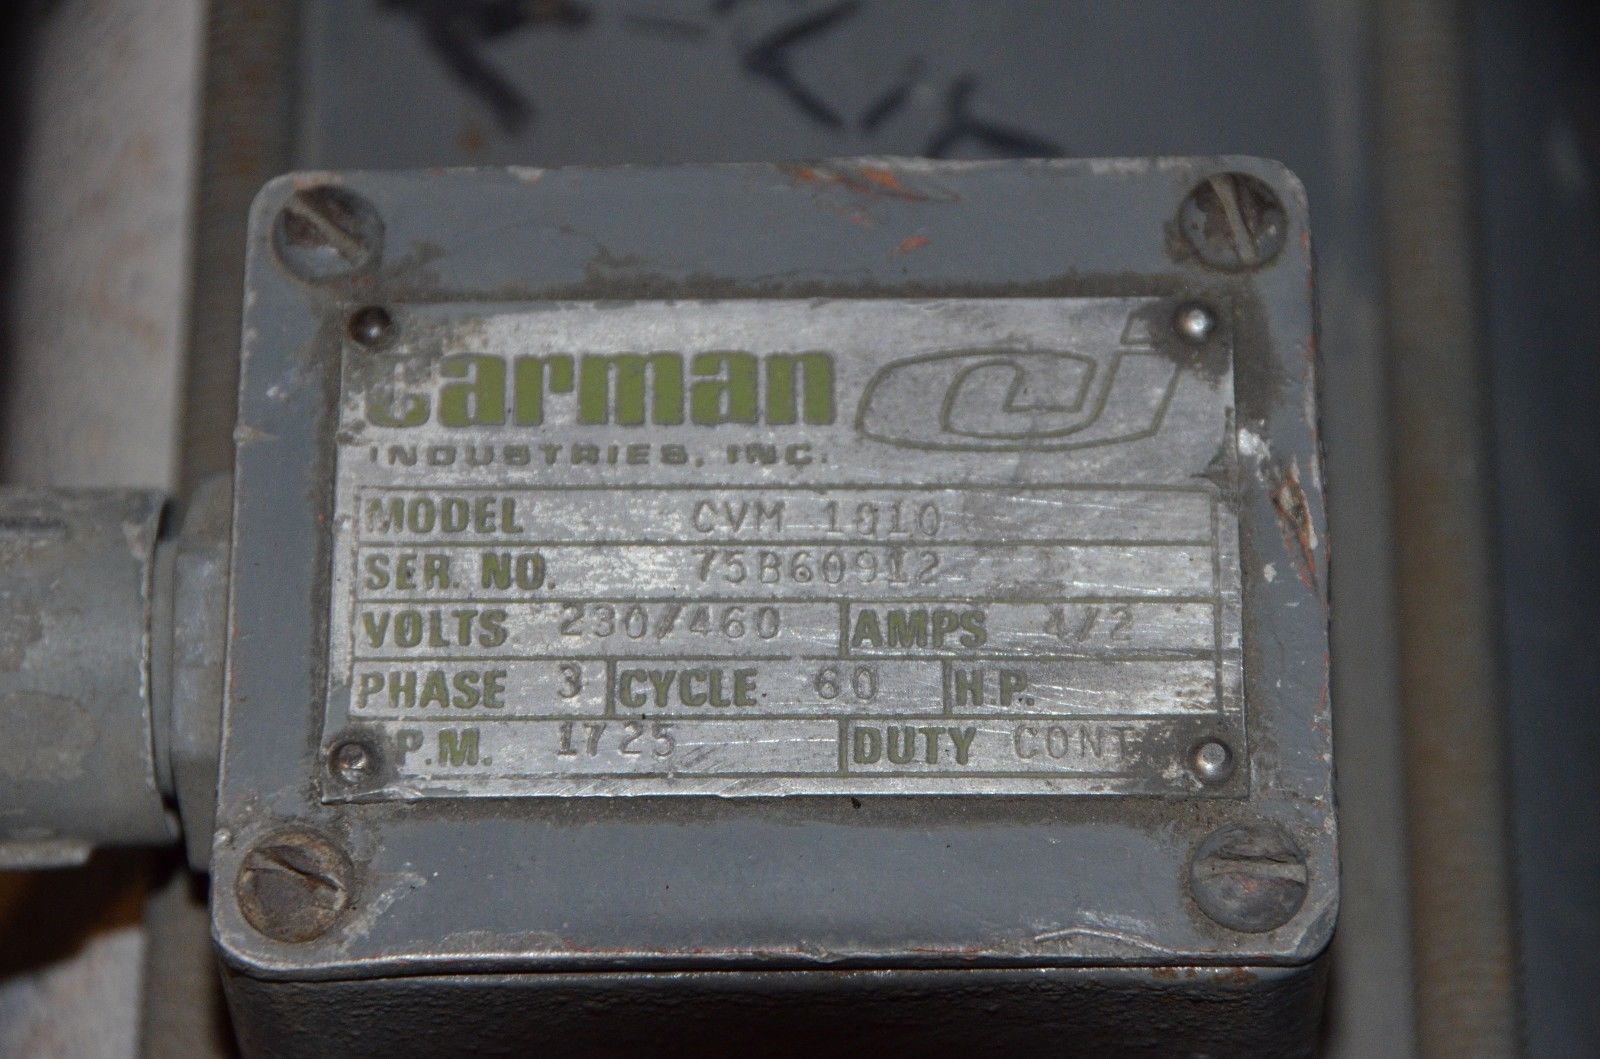 Carman
INDUSTRIES, INC.
MODEL CVM 1010
SER. NO. 75B60912
VOLTS 230/460 AMPS 4/2
PHASE 3 CYCLE 60 H.P.
P.M. 1725 DUTY CONT